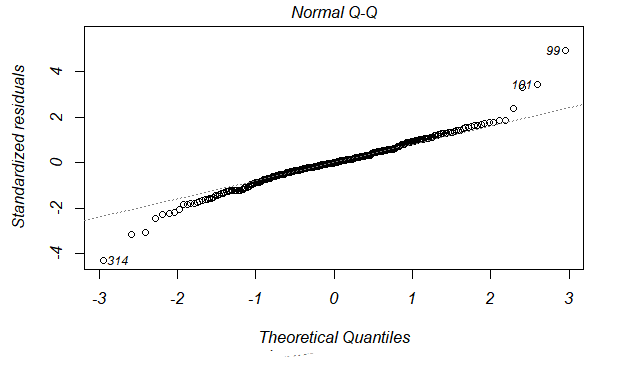 Normal Q-Q
Standardized residuals
4
2
0
-2
-4
99
101
314
-3 -2 -1 0 1 2 3
Theoretical Quantiles